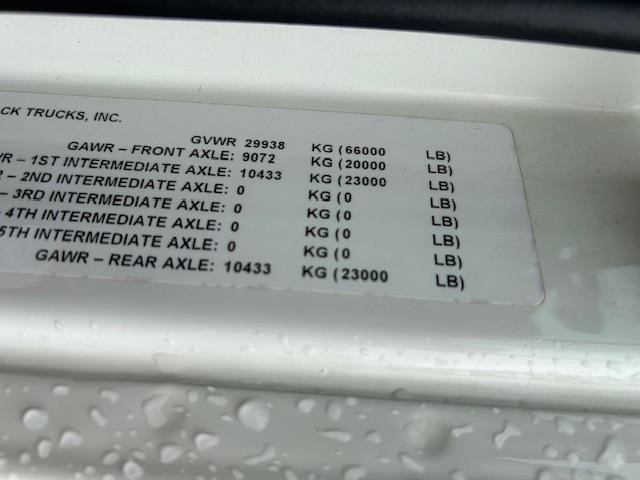 CK TRUCKS, INC.
GVWR 29938 KG (66000 LB)
GAWR – FRONT AXLE: 9072 KG (20000 LB)
WR – 1ST INTERMEDIATE AXLE: 10433 KG (23000 LB)
R – 2ND INTERMEDIATE AXLE: 0 KG (0 LB)
– 3RD INTERMEDIATE AXLE: 0 KG (0 LB)
– 4TH INTERMEDIATE AXLE: 0 KG (0 LB)
5TH INTERMEDIATE AXLE: 0 KG (0 LB)
GAWR – REAR AXLE: 10433 KG (23000 LB)